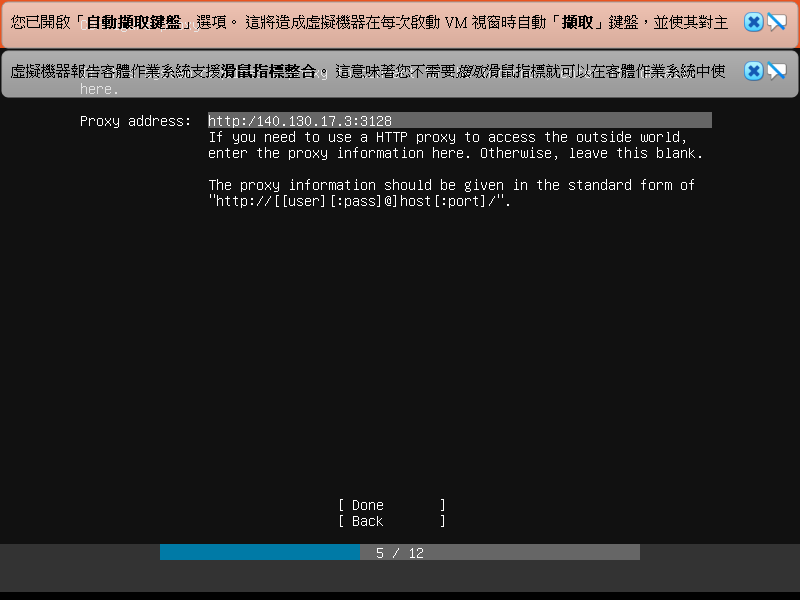 您已開啟「自動擷取鍵盤」選項。這將造成虛擬機器在每次啟動 VM 視窗時自動「擷取」鍵盤，並使其對主
虛擬機器報告客體作業系統支援滑鼠指標整合。這意味著您不需要擷取滑鼠指標就可以在客體作業系統中使
here.
Proxy address: http:/140.130.17.3:3128
If you need to use a HTTP proxy to access the outside world,
enter the proxy information here. Otherwise, leave this blank.
The proxy information should be given in the standard form of
"http://[[user][:pass]@]host[:port]/".
[ Done ]
[ Back ]
5 / 12